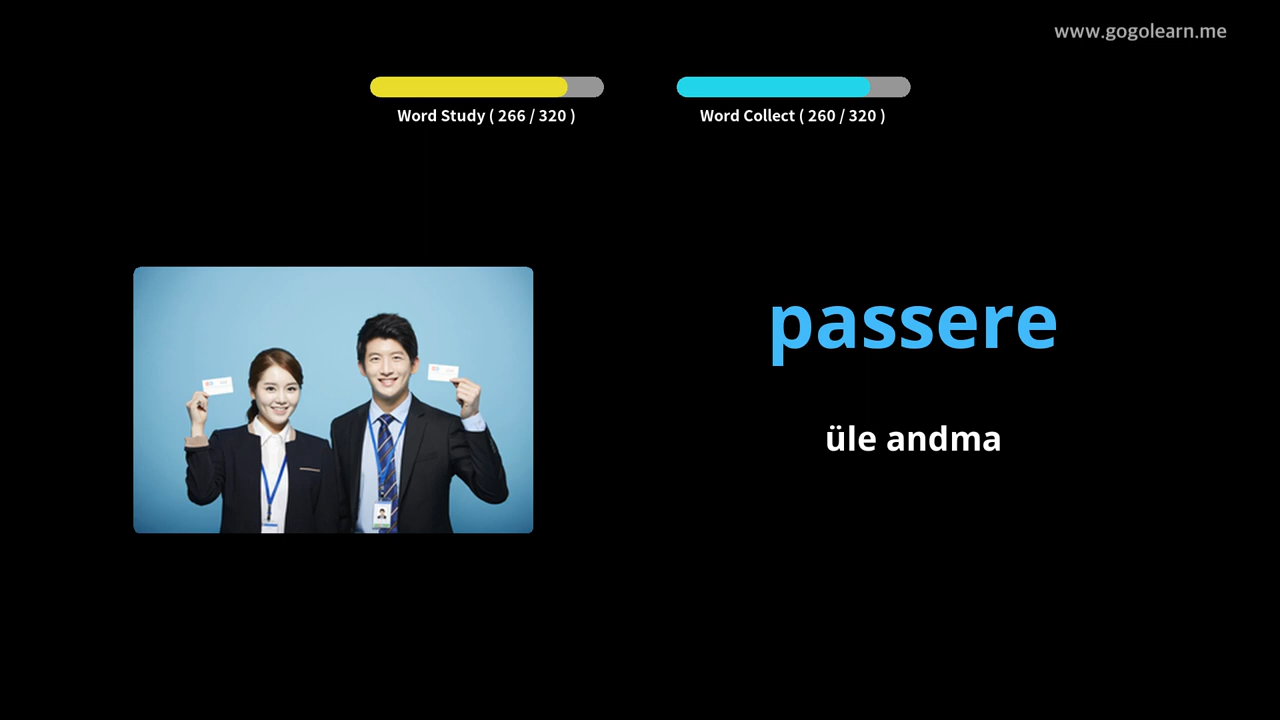 www.gogolearn.me
Word Study ( 266 / 320 )
Word Collect ( 260 / 320 )
passere
üle andma